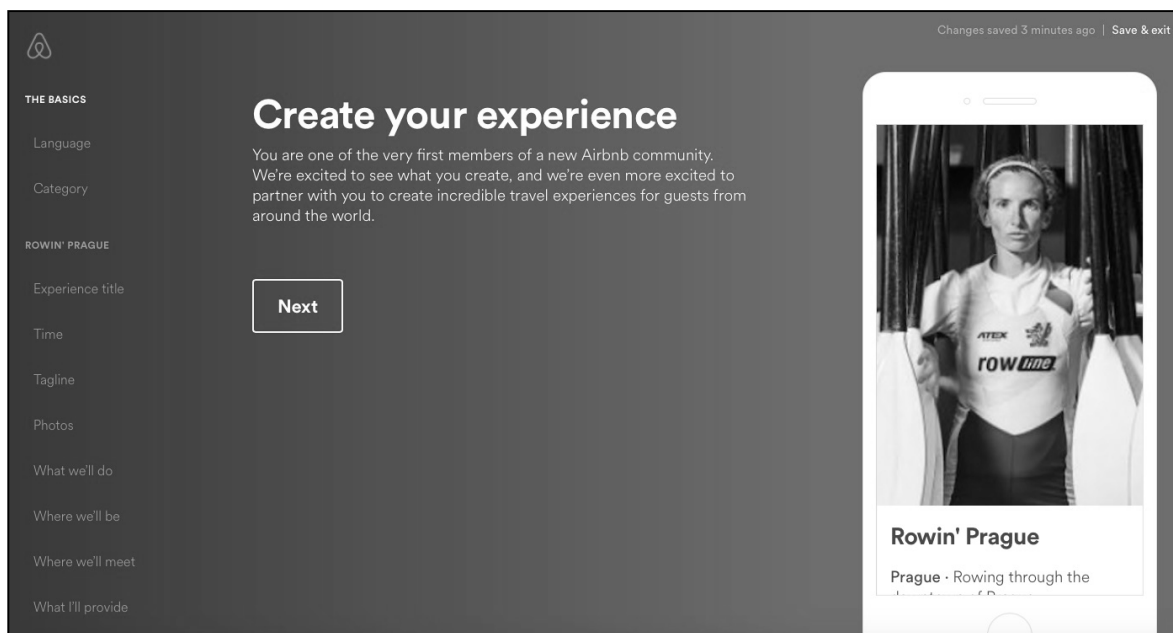 Changes saved 3 minutes ago | Save & exit
THE BASICS
Language
Category
ROWIN' PRAGUE
Experience title
Time
Tagline
Photos
What we'll do
Where we'll be
Where we'll meet
What I'll provide
Create your experience
You are one of the very first members of a new Airbnb community.
We're excited to see what you create, and we're even more excited to
partner with you to create incredible travel experiences for guests from
around the world.
Next
ATEX
rowline
Rowin' Prague
Prague · Rowing through the